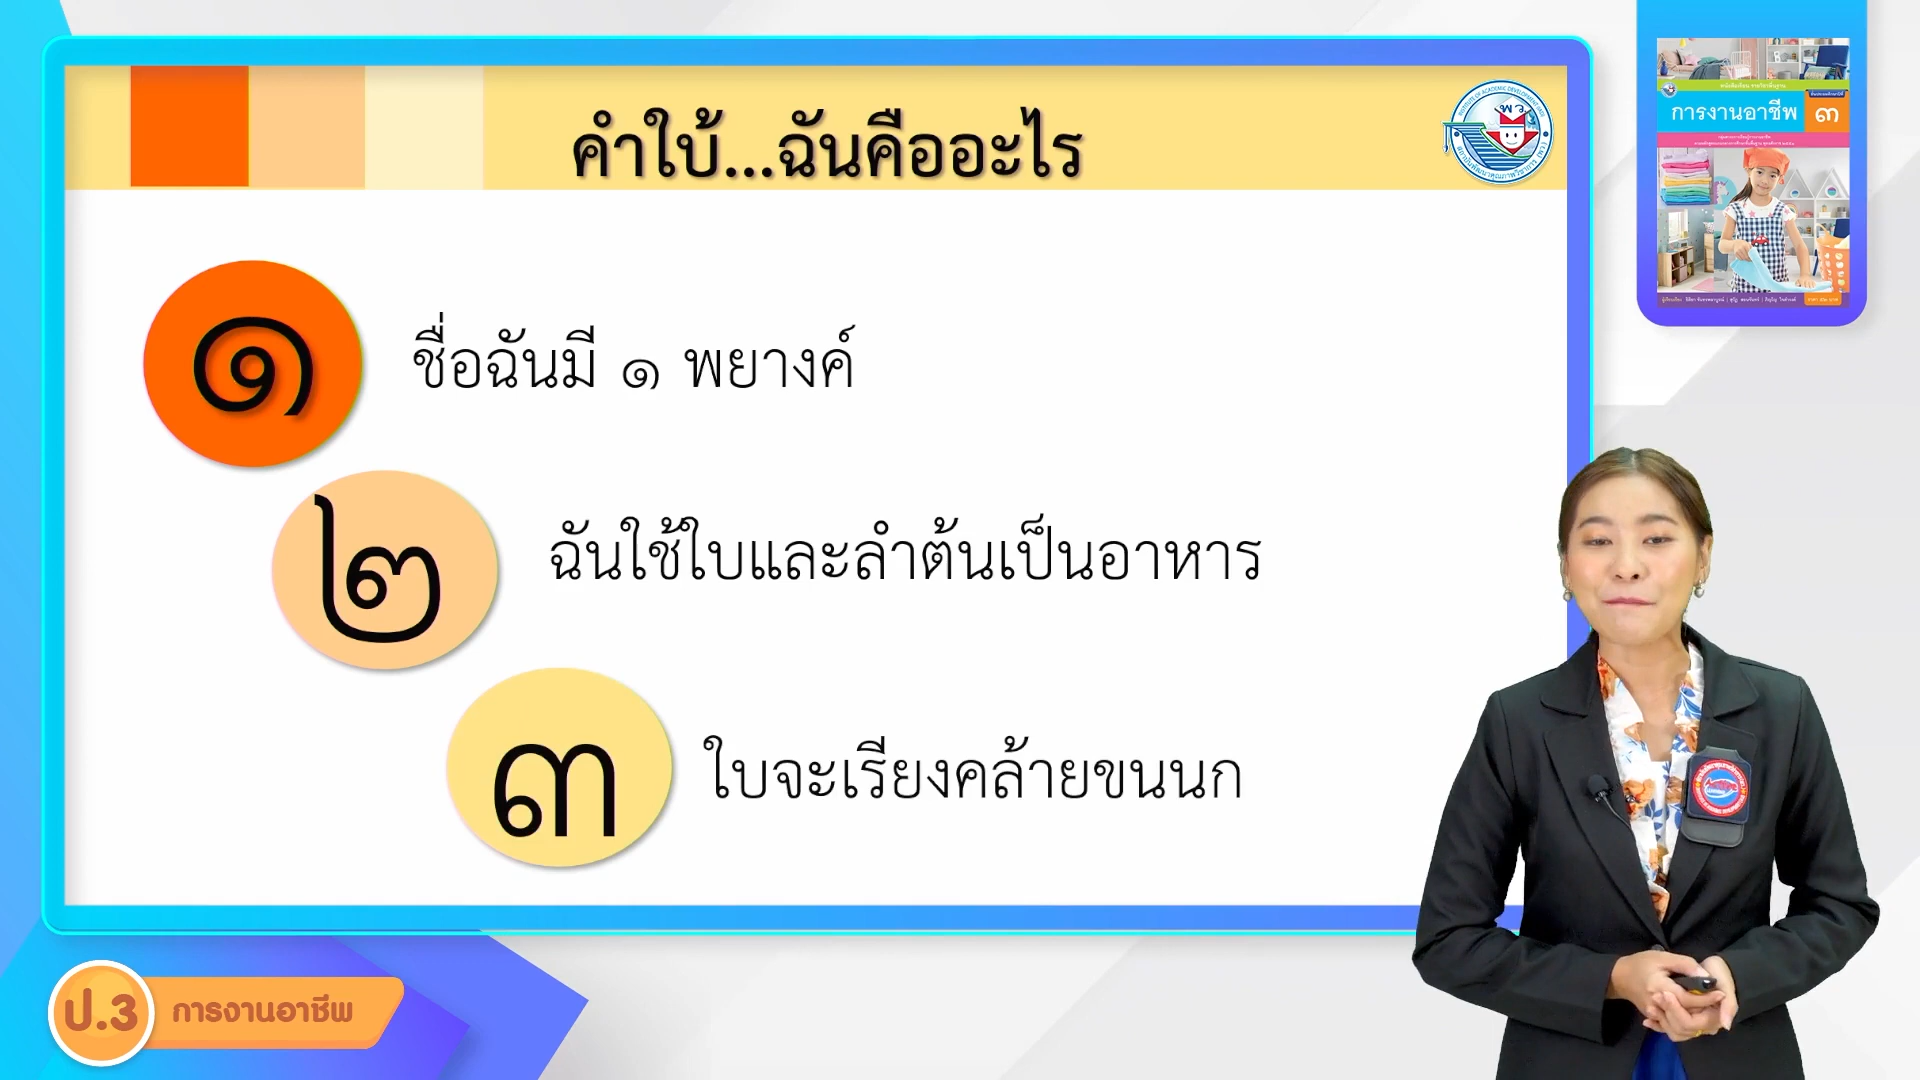 คำใบ้...ฉันคืออะไร
๑
ชื่อฉันมี ๑ พยางค์
๒
ฉันใช้ใบและลำต้นเป็นอาหาร
๓
ใบจะเรียงคล้ายขนนก
การงานอาชีพ
๓
ป.3
การงานอาชีพ